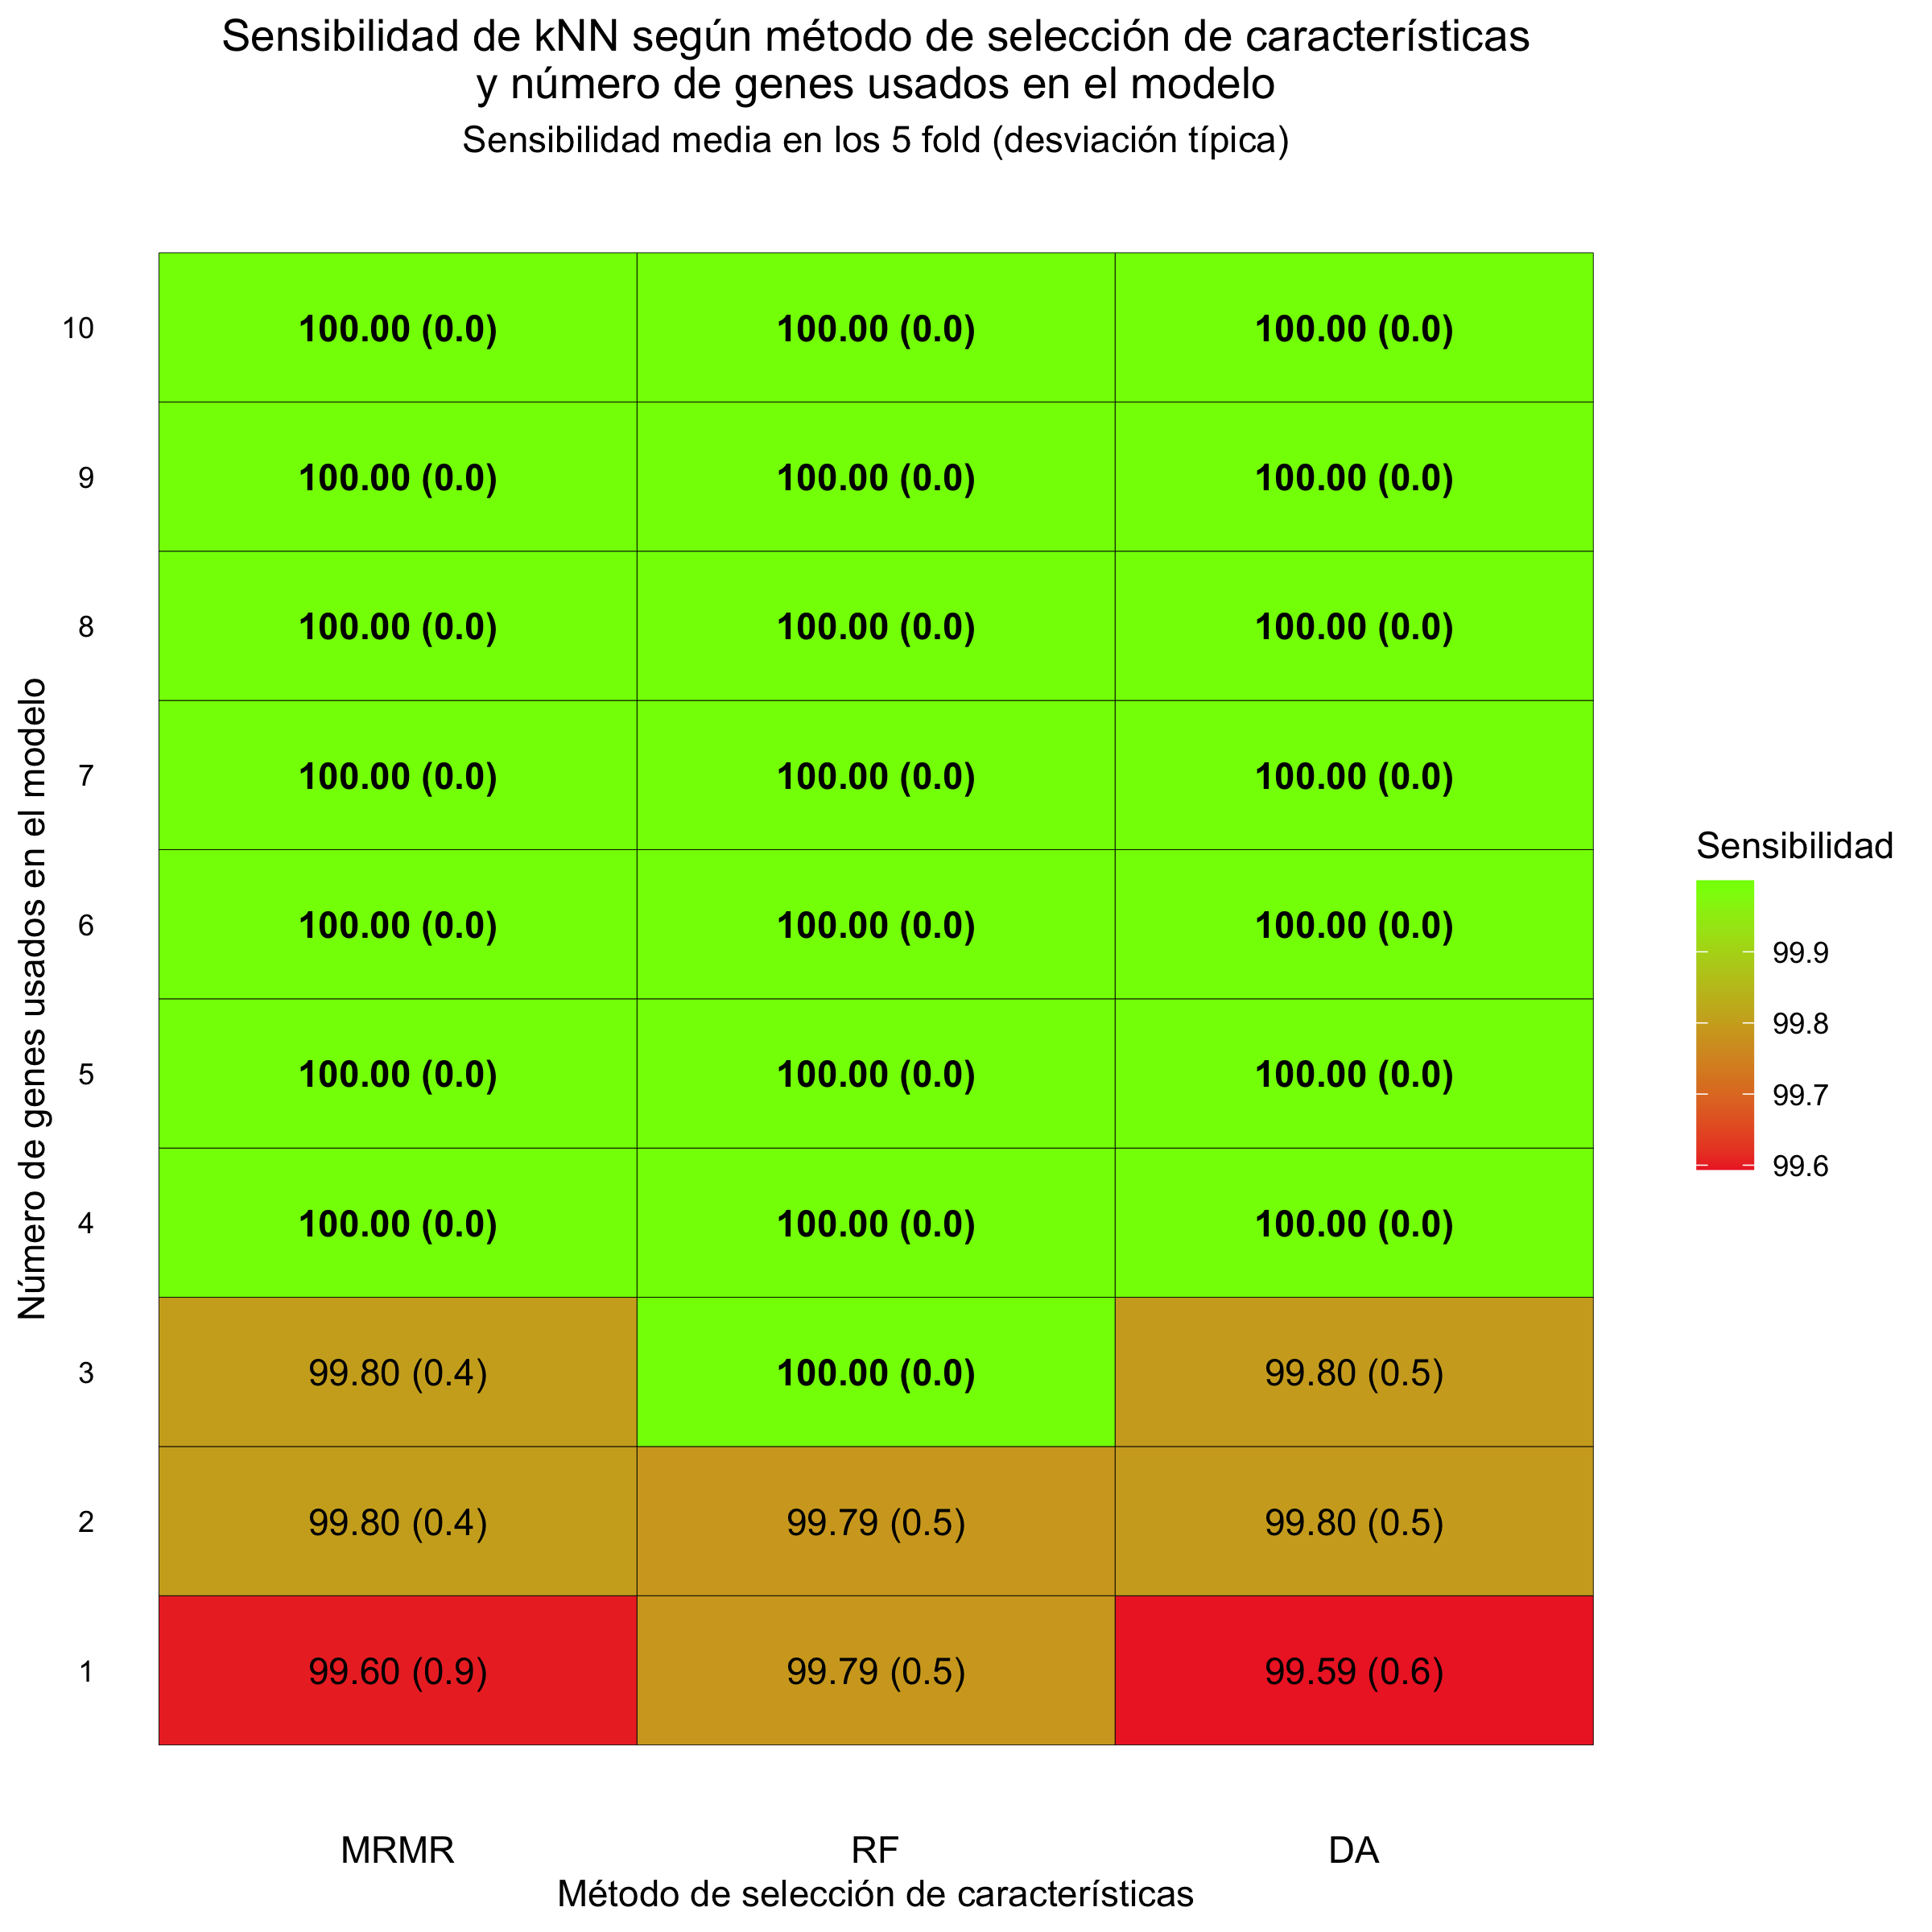 Sensibilidad de kNN según método de selección de características
y número de genes usados en el modelo
Sensibilidad media en los 5 fold (desviación típica)
Número de genes usados en el modelo
10 100.00 (0.0) 100.00 (0.0) 100.00 (0.0)
9 100.00 (0.0) 100.00 (0.0) 100.00 (0.0)
8 100.00 (0.0) 100.00 (0.0) 100.00 (0.0)
7 100.00 (0.0) 100.00 (0.0) 100.00 (0.0)
6 100.00 (0.0) 100.00 (0.0) 100.00 (0.0)
5 100.00 (0.0) 100.00 (0.0) 100.00 (0.0)
4 100.00 (0.0) 100.00 (0.0) 100.00 (0.0)
3 99.80 (0.4) 100.00 (0.0) 99.80 (0.5)
2 99.80 (0.4) 99.79 (0.5) 99.80 (0.5)
1 99.60 (0.9) 99.79 (0.5) 99.59 (0.6)
MRMR RF DA
Método de selección de características
Sensibilidad
99.9
99.8
99.7
99.6